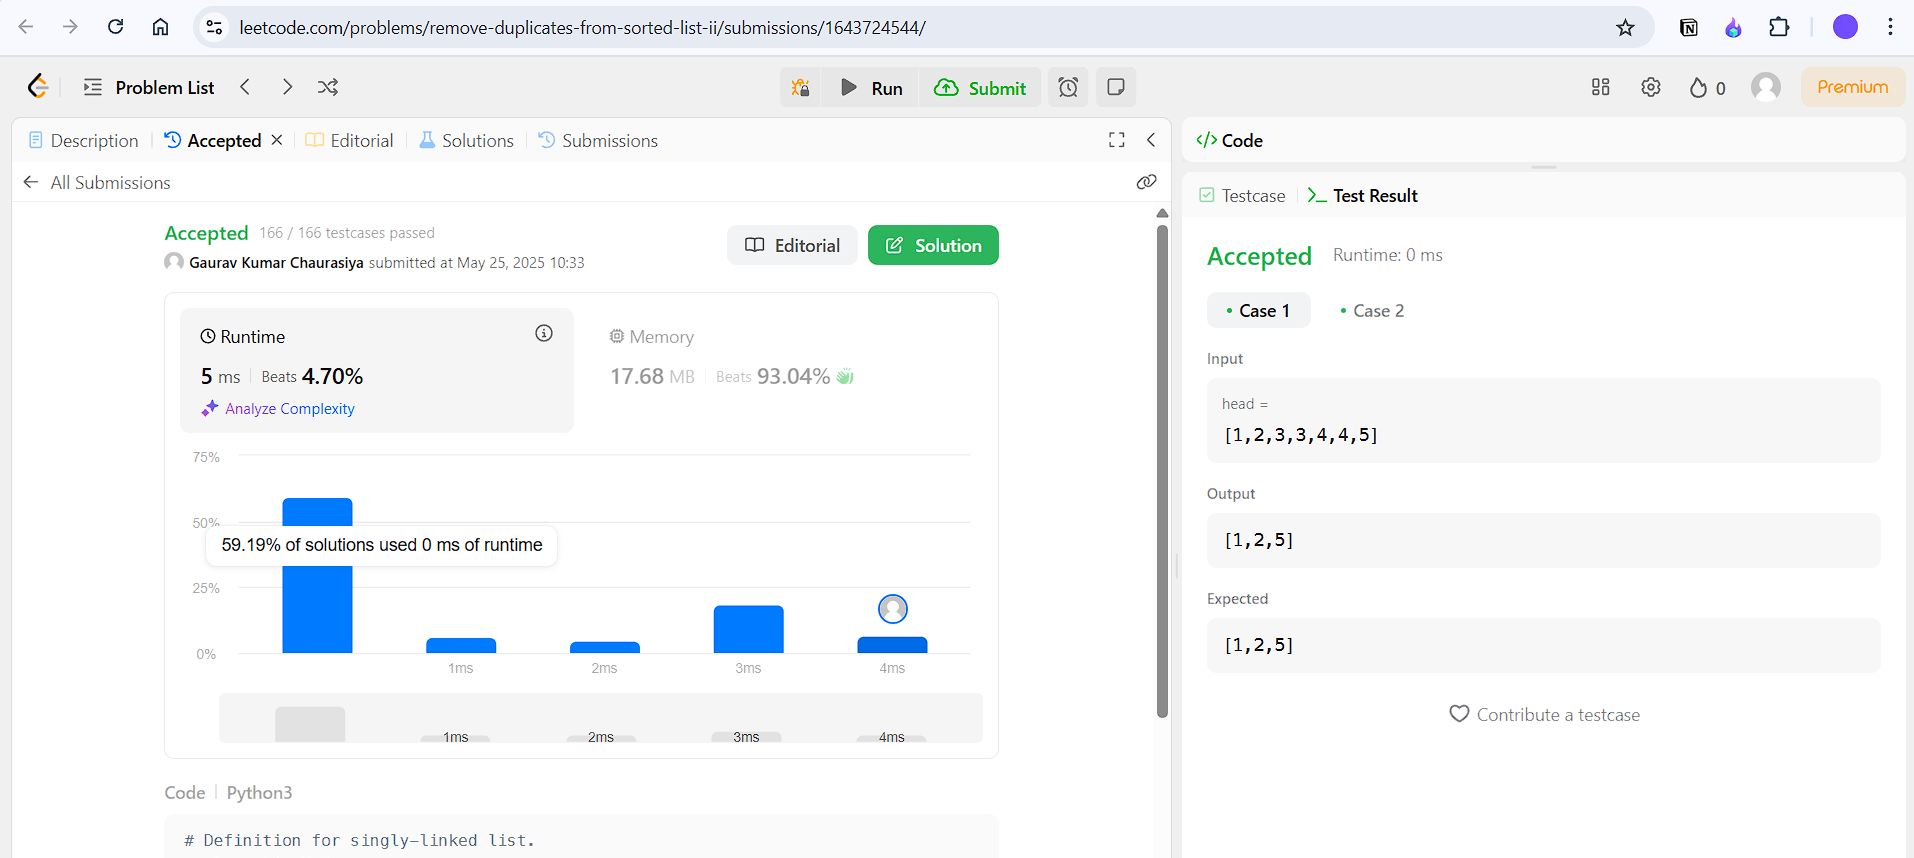 leetcode.com/problems/remove-duplicates-from-sorted-list-ii/submissions/1643724544/
Problem List
Run
Submit
0
Premium
Description
Accepted
Editorial
Solutions
Submissions
All Submissions
Accepted 166 / 166 testcases passed
Gaurav Kumar Chaurasiya submitted at May 25, 2025 10:33
Editorial
Solution
Runtime
5 ms Beats 4.70%
Analyze Complexity
Memory
17.68 MB Beats 93.04%
75%
50%
59.19% of solutions used 0 ms of runtime
25%
0%
1ms 2ms 3ms 4ms
1ms 2ms 3ms 4ms
Code Python3
# Definition for singly-linked list.
</> Code
Testcase
Test Result
Accepted Runtime: 0 ms
• Case 1 • Case 2
Input
head =
[1,2,3,3,4,4,5]
Output
[1,2,5]
Expected
[1,2,5]
Contribute a testcase